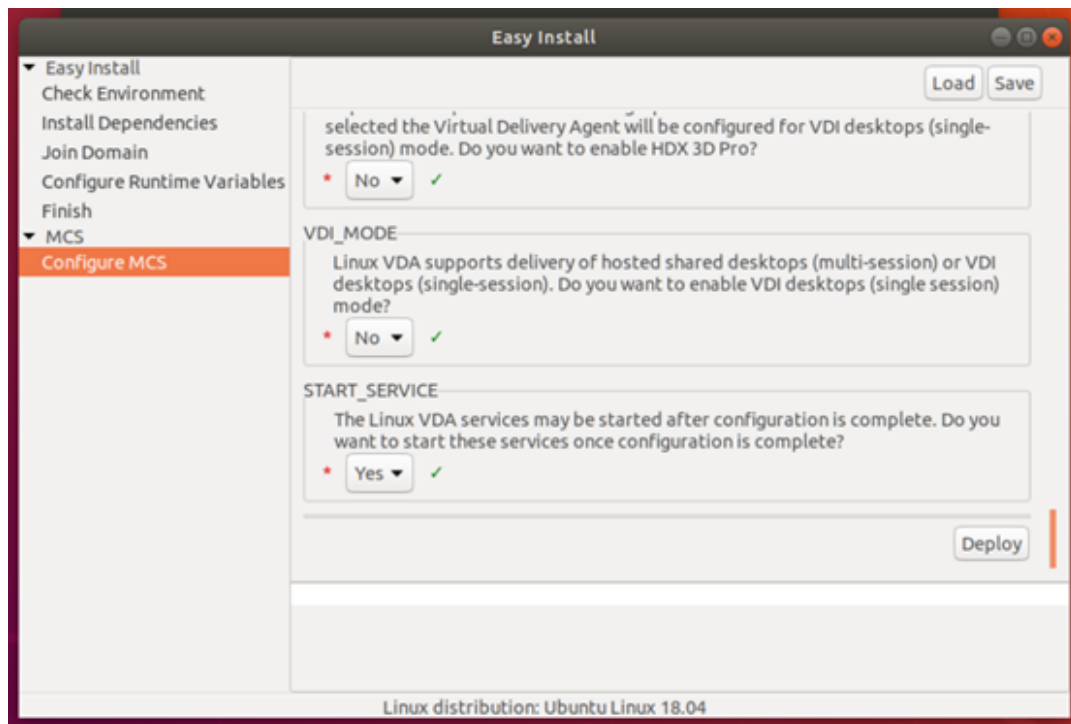 Easy Install
Easy Install
Check Environment
Install Dependencies
Join Domain
Configure Runtime Variables
Finish
MCS
Configure MCS
Load Save
selected the Virtual Delivery Agent will be configured for VDI desktops (single-
session) mode. Do you want to enable HDX 3D Pro?
* No ✓
VDI_MODE
Linux VDA supports delivery of hosted shared desktops (multi-session) or VDI
desktops (single-session). Do you want to enable VDI desktops (single session)
mode?
* No ✓
START_SERVICE
The Linux VDA services may be started after configuration is complete. Do you
want to start these services once configuration is complete?
* Yes ✓
Deploy
Linux distribution: Ubuntu Linux 18.04